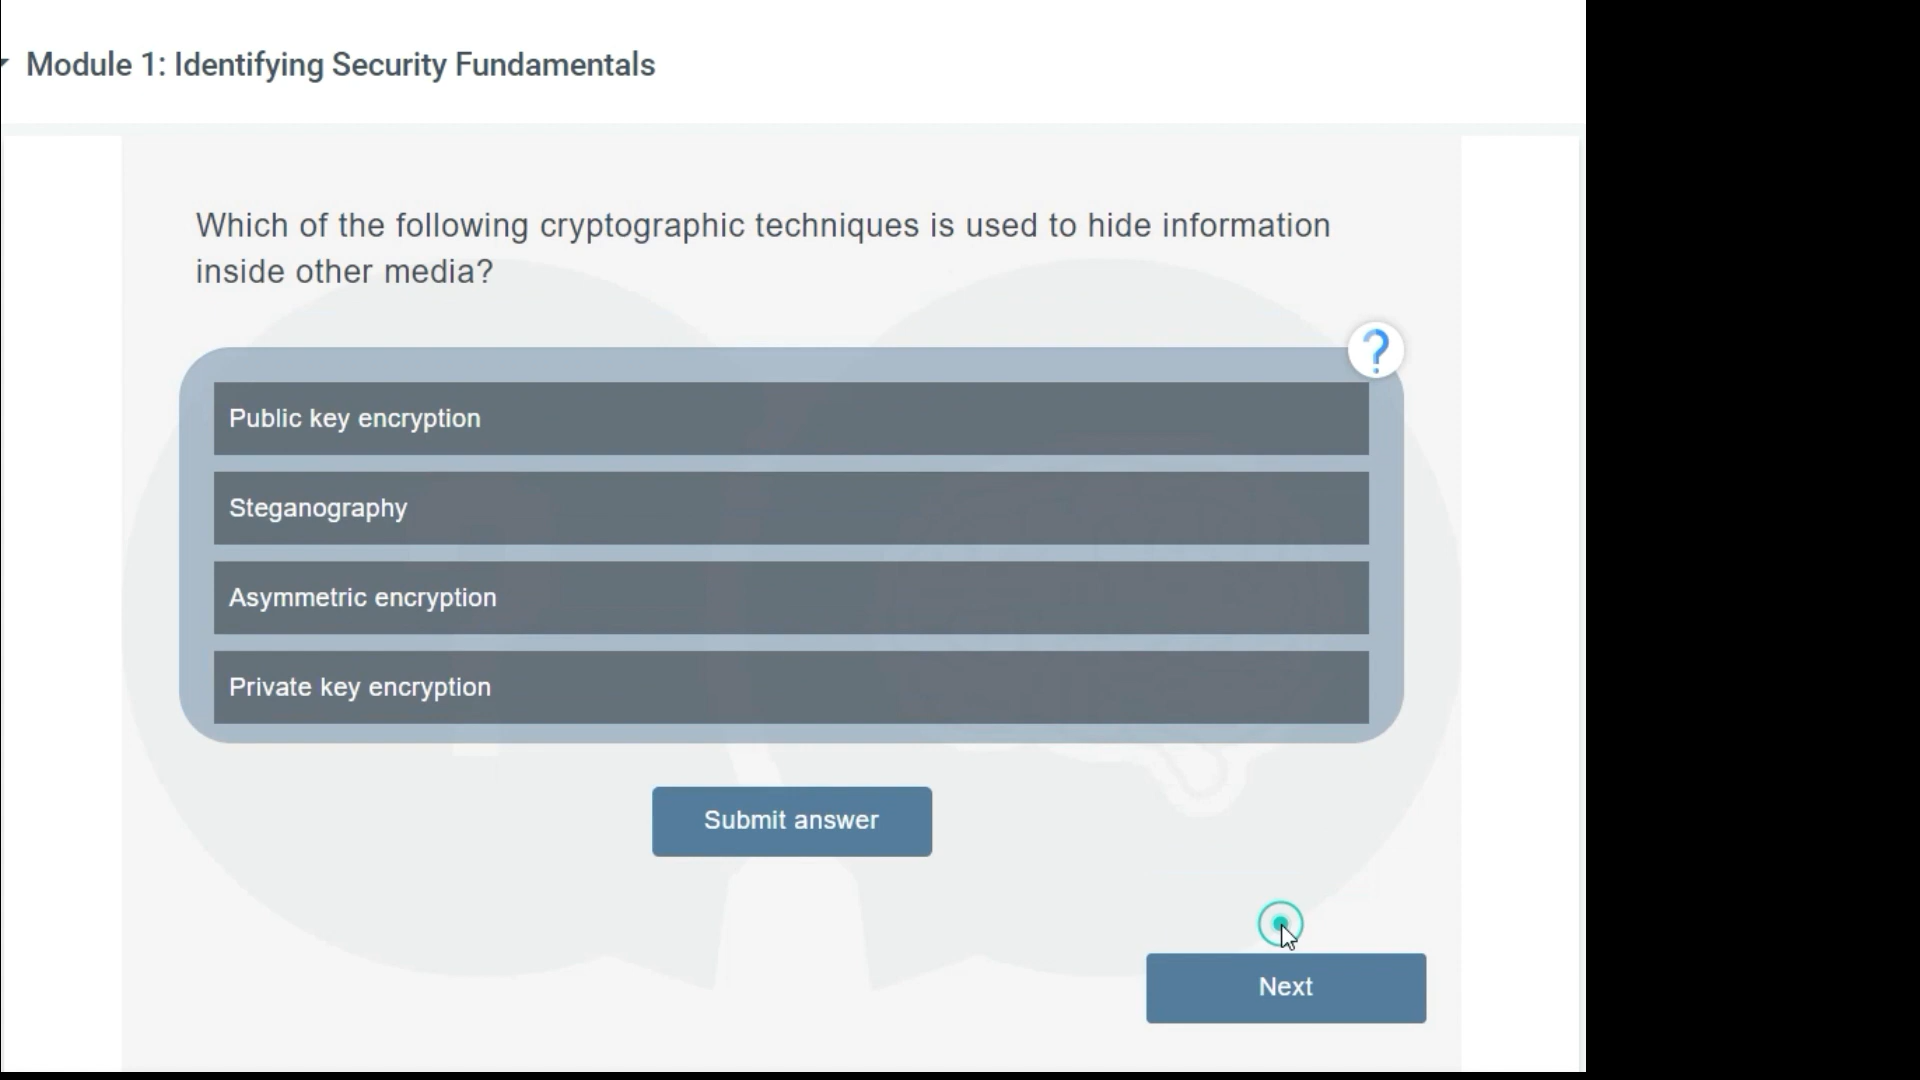 Module 1: Identifying Security Fundamentals
Which of the following cryptographic techniques is used to hide information
inside other media?
?
Public key encryption
Steganography
Asymmetric encryption
Private key encryption
Submit answer
Next